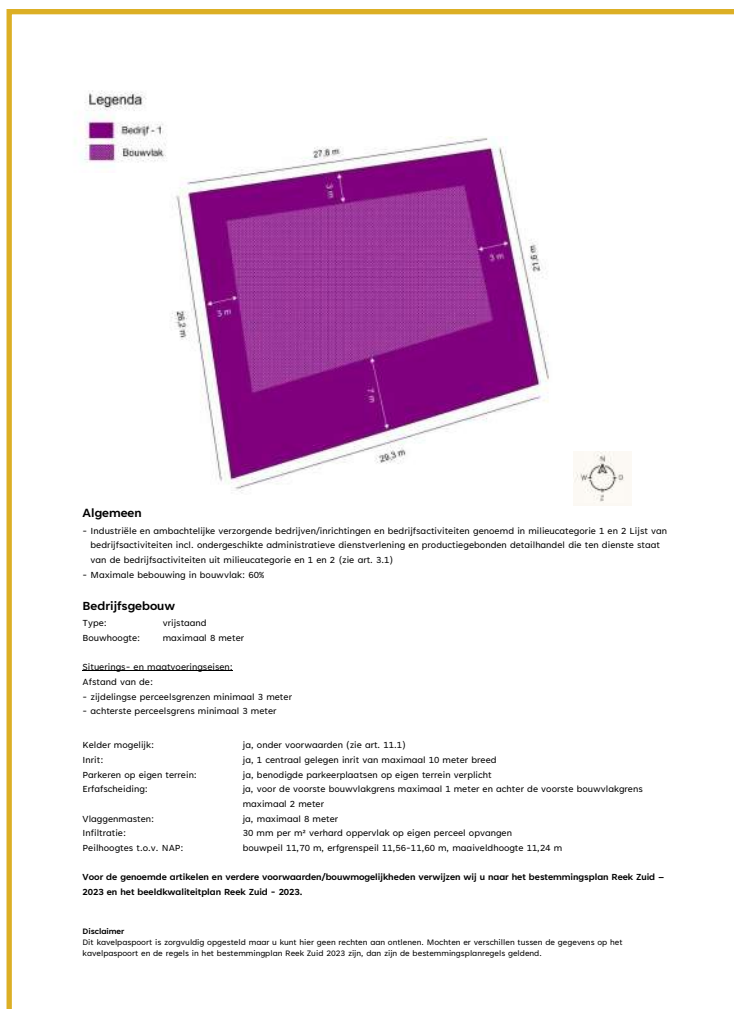 Legenda
Bedrijf - 1
Bouwvlak
27,8 m
3 m
3 m
21,6 m
3 m
26,2 m
7 m
29,3 m
N
W
O
Z
Algemeen
- Industriële en ambachtelijke verzorgende bedrijven/inrichtingen en bedrijfsactiviteiten genoemd in milieucategorie 1 en 2 Lijst van
bedrijfsactiviteiten incl. ondergeschikte administratieve dienstverlening en productiegebonden detailhandel die ten dienste staat
van de bedrijfsactiviteiten uit milieucategorie en 1 en 2 (zie art. 3.1)
- Maximale bebouwing in bouwvlak: 60%
Bedrijfsgebouw
Type: vrijstaand
Bouwhoogte: maximaal 8 meter
Situerings- en maatvoeringseisen:
Afstand van de:
- zijdelingse perceelsgrenzen minimaal 3 meter
- achterste perceelsgrens minimaal 3 meter
Kelder mogelijk: ja, onder voorwaarden (zie art. 11.1)
Inrit: ja, 1 centraal gelegen inrit van maximaal 10 meter breed
Parkeren op eigen terrein: ja, benodigde parkeerplaatsen op eigen terrein verplicht
Erfafscheiding: ja, voor de voorste bouwvlakgrens maximaal 1 meter en achter de voorste bouwvlakgrens
maximaal 2 meter
Vlaggenmasten: ja, maximaal 8 meter
Infiltratie: 30 mm per m² verhard oppervlak op eigen perceel opvangen
Peilhoogtes t.o.v. NAP: bouwpeil 11,70 m, erfgrenspeil 11,56-11,60 m, maaiveldhoogte 11,24 m
Voor de genoemde artikelen en verdere voorwaarden/bouwmogelijkheden verwijzen wij u naar het bestemmingsplan Reek Zuid –
2023 en het beeldkwaliteitplan Reek Zuid - 2023.
Disclaimer
Dit kavelpaspoort is zorgvuldig opgesteld maar u kunt hier geen rechten aan ontlenen. Mochten er verschillen tussen de gegevens op het
kavelpaspoort en de regels in het bestemmingplan Reek Zuid 2023 zijn, dan zijn de bestemmingsplanregels geldend.